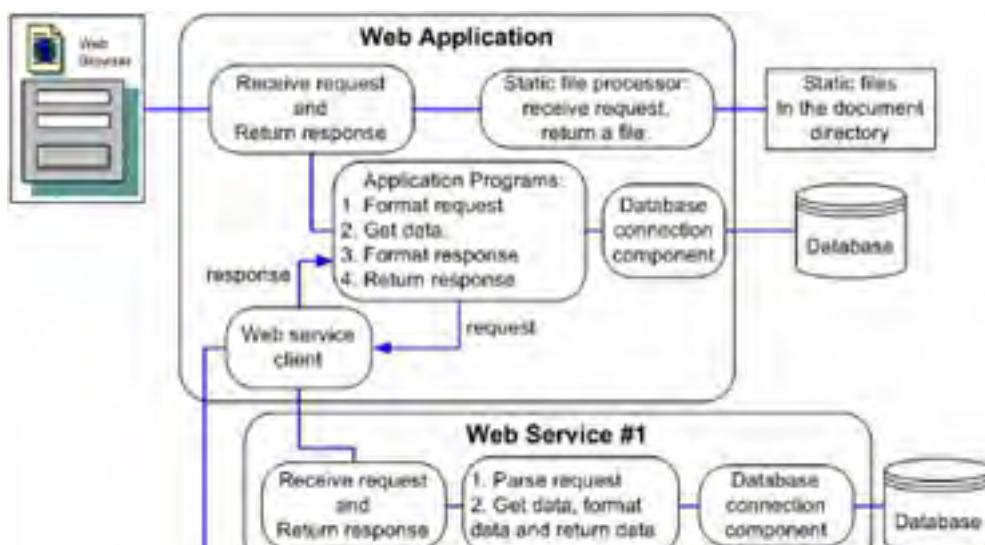 Web Application
Web
Browser
Receive request
and
Return response
Static file processor:
receive request,
return a file.
Static files
In the document
directory
Application Programs:
1. Format request
2. Get data.
3. Format response
4. Return response
Database
connection
component
Database
response
request
Web service
client
Web Service #1
Receive request
and
Return response
1. Parse request
2. Get data, format
data and return data
Database
connection
component
Database